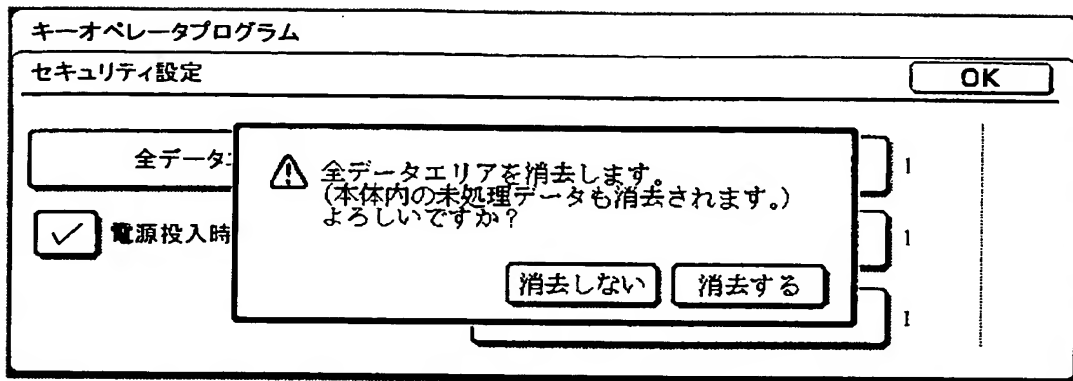 キーオペレータプログラム
セキュリティ設定
OK
全データ
⚠ 全データエリアを消去します。
(本体内の未処理データも消去されます。)
よろしいですか？
1
✓ 電源投入時
1
消去しない 消去する
1